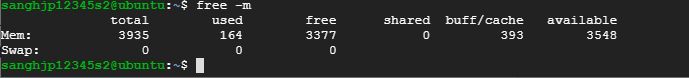 sanghjp12345s2@ubuntu:~$ free -m
total used free shared buff/cache available
Mem: 3935 164 3377 0 393 3548
Swap: 0 0 0
sanghjp12345s2@ubuntu:~$